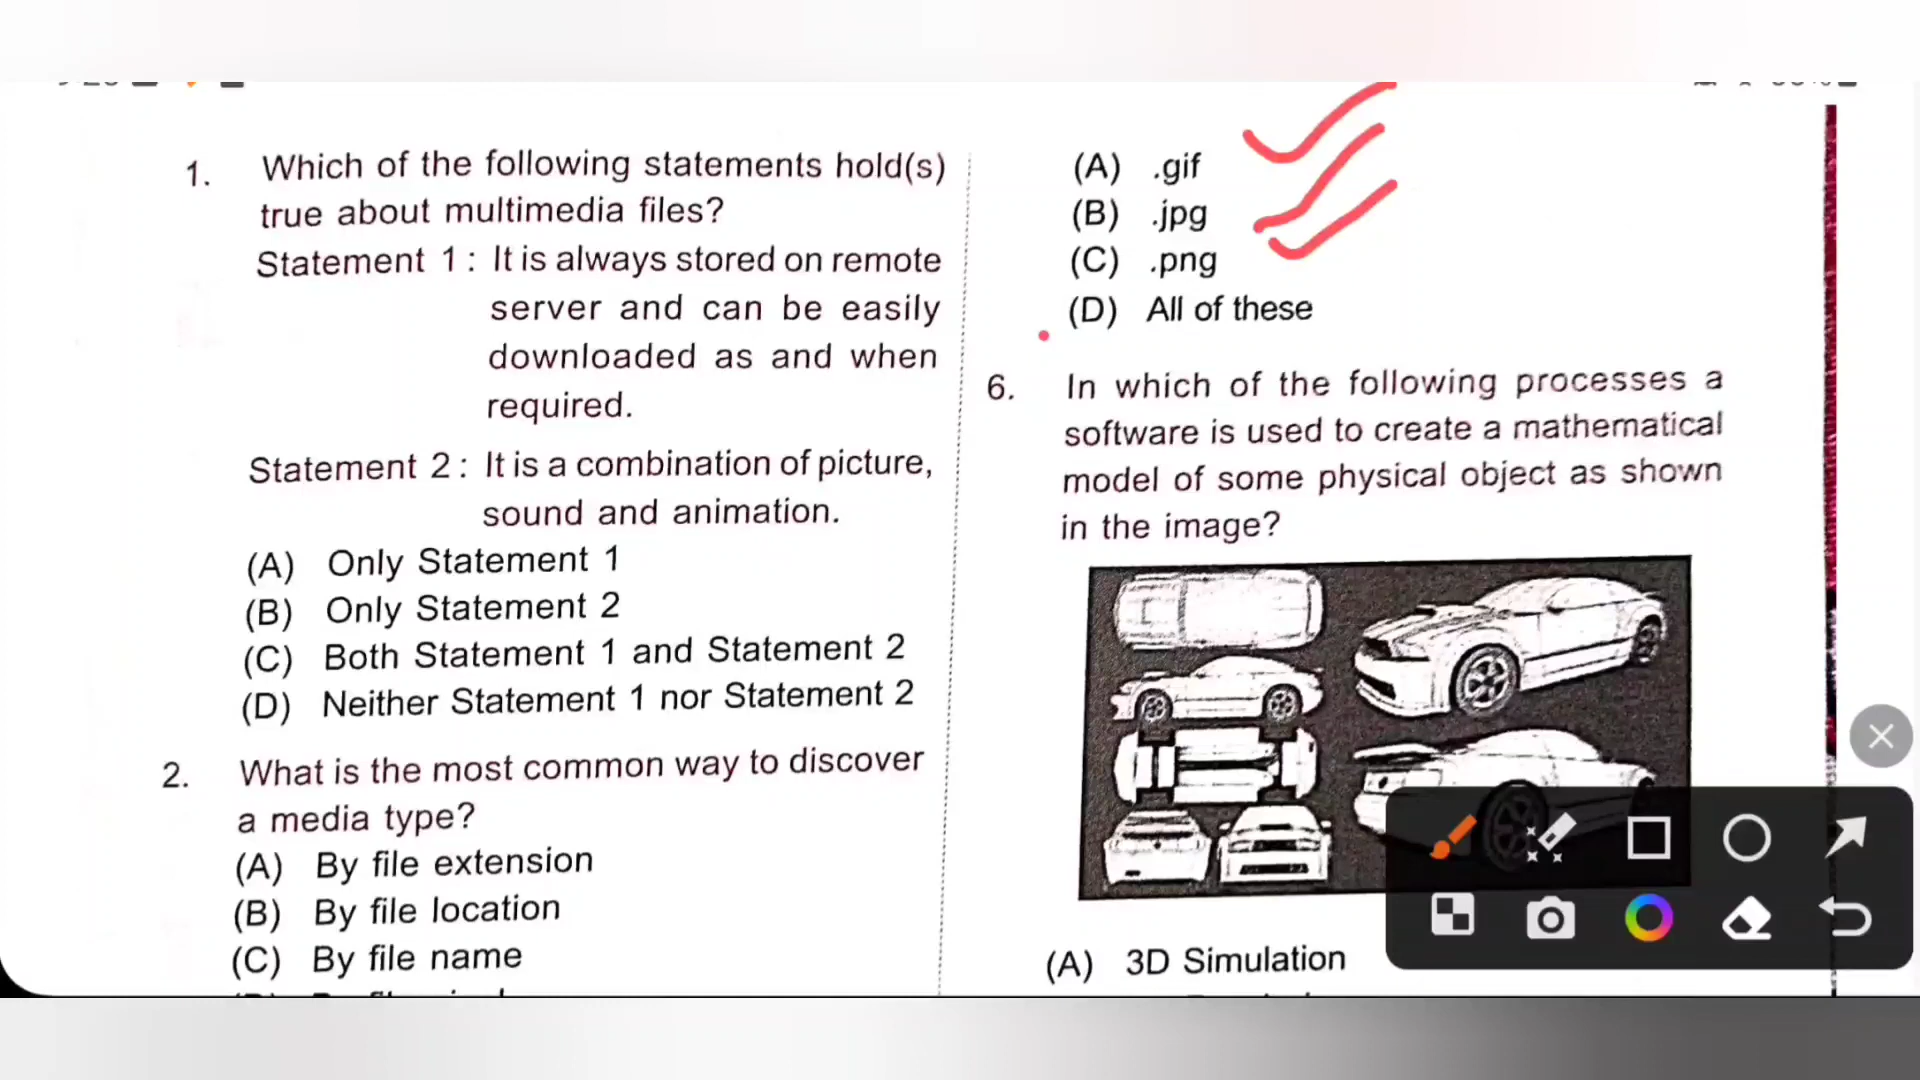 1. Which of the following statements hold(s)
true about multimedia files?
Statement 1 : It is always stored on remote
server and can be easily
downloaded as and when
required.
Statement 2 : It is a combination of picture,
sound and animation.
(A) Only Statement 1
(B) Only Statement 2
(C) Both Statement 1 and Statement 2
(D) Neither Statement 1 nor Statement 2
2. What is the most common way to discover
a media type?
(A) By file extension
(B) By file location
(C) By file name
(A) .gif
(B) .jpg
(C) .png
(D) All of these
6. In which of the following processes a
software is used to create a mathematical
model of some physical object as shown
in the image?
(A) 3D Simulation